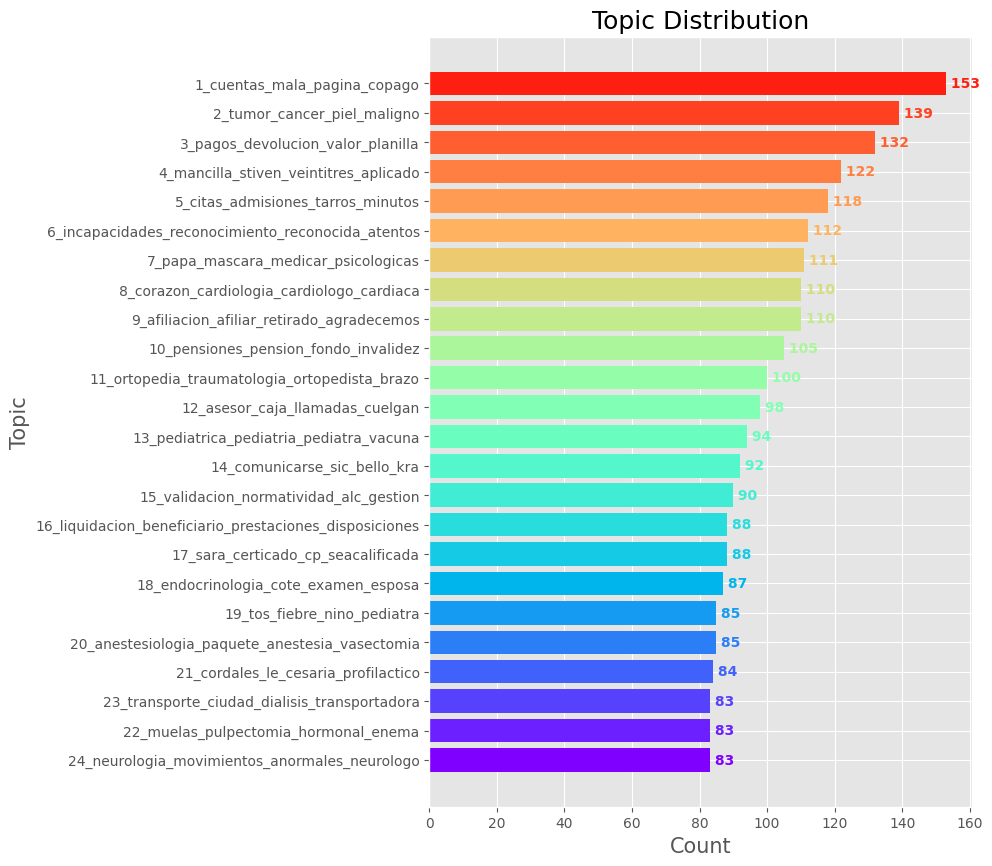 Topic Distribution
1_cuentas_mala_pagina_copago 153
2_tumor_cancer_piel_maligno 139
3_pagos_devolucion_valor_planilla 132
4_mancilla_stiven_veintitres_aplicado 122
5_citas_admisiones_tarros_minutos 118
6_incapacidades_reconocimiento_reconocida_atentos 112
7_papa_mascara_medicar_psicologicas 111
8_corazon_cardiologia_cardiologo_cardiaca 110
9_afiliacion_afiliar_retirado_agradecemos 110
10_pensiones_pension_fondo_invalidez 105
11_ortopedia_traumatologia_ortopedista_brazo 100
12_asesor_caja_llamadas_cuelgan 98
13_pediatrica_pediatria_pediatra_vacuna 94
14_comunicarse_sic_bello_kra 92
15_validacion_normatividad_alc_gestion 90
16_liquidacion_beneficiario_prestaciones_disposiciones 88
17_sara_certicado_cp_seacalificada 88
18_endocrinologia_cote_examen_esposa 87
19_tos_fiebre_nino_pediatra 85
20_anestesiologia_paquete_anestesia_vasectomia 85
21_cordales_le_cesaria_profilactico 84
23_transporte_ciudad_dialisis_transportadora 83
22_muelas_pulpectomia_hormonal_enema 83
24_neurologia_movimientos_anormales_neurologo 83
Topic
0 20 40 60 80 100 120 140 160
Count